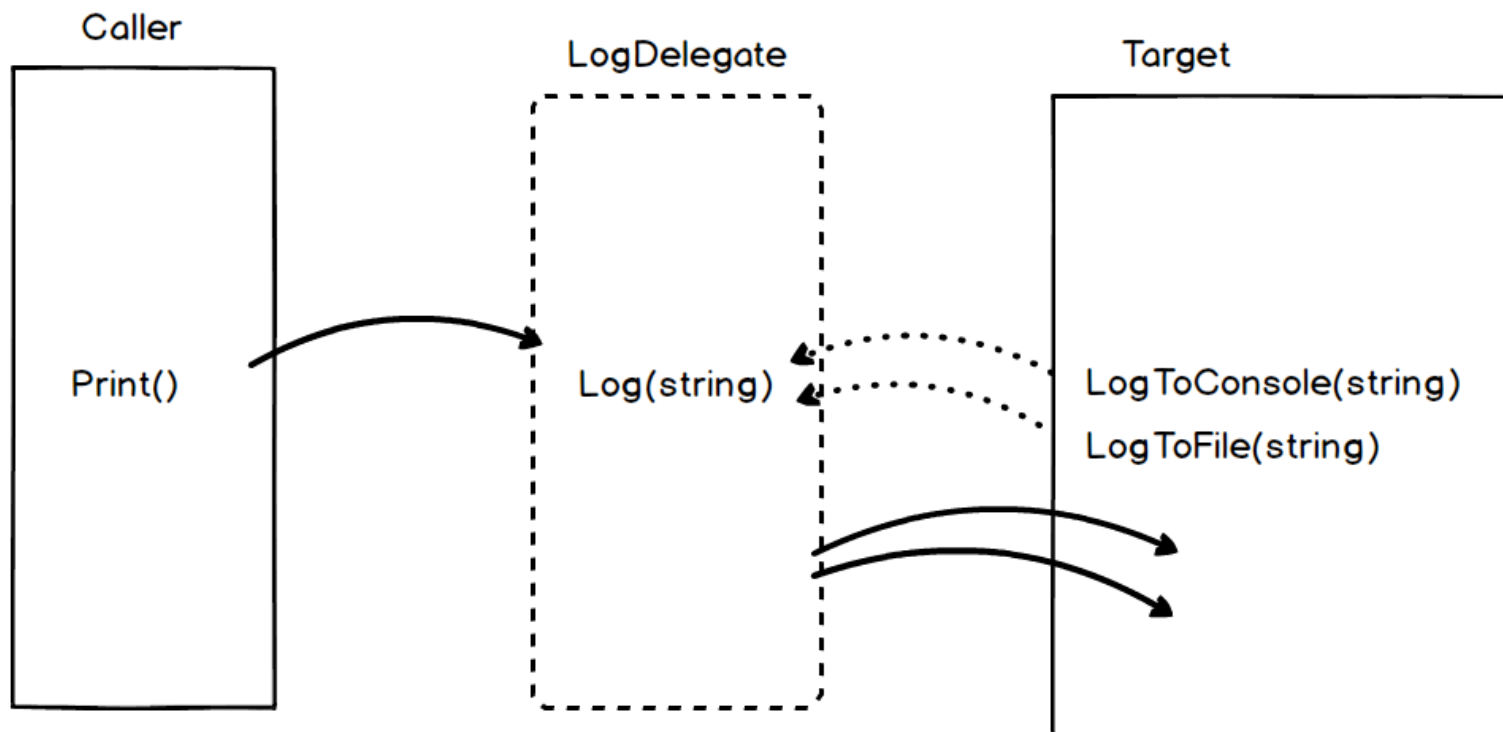 Caller
LogDelegate
Target
Print()
Log(string)
LogToConsole(string)
LogToFile(string)